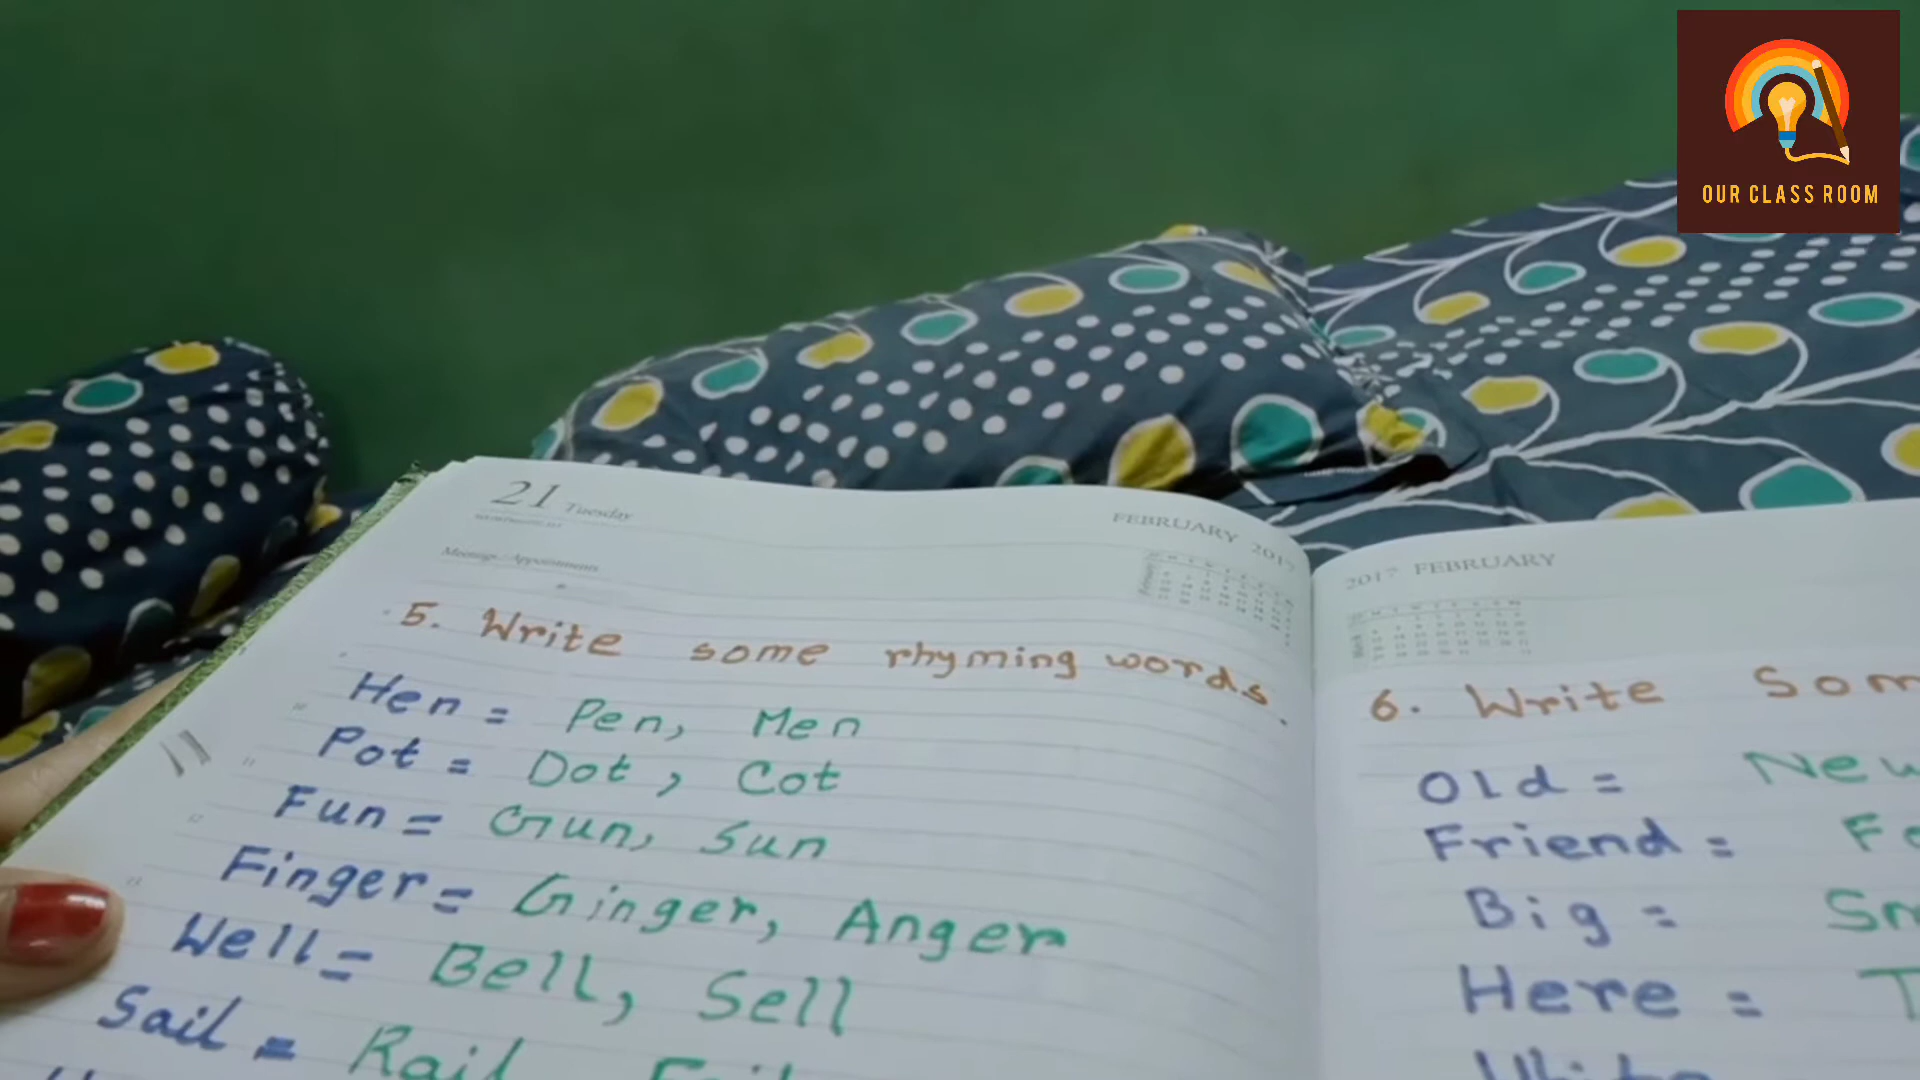 OUR CLASS ROOM
21 Tuesday
FEBRUARY 2017
5. Write some rhyming words.
Hen = Pen, Men
Pot = Dot, Cot
Fun = Gun, Sun
Finger = Ginger, Anger
Well = Bell, Sell
Sail = Rail
2017 FEBRUARY
6. Write
Old = New
Friend =
Big =
Here =